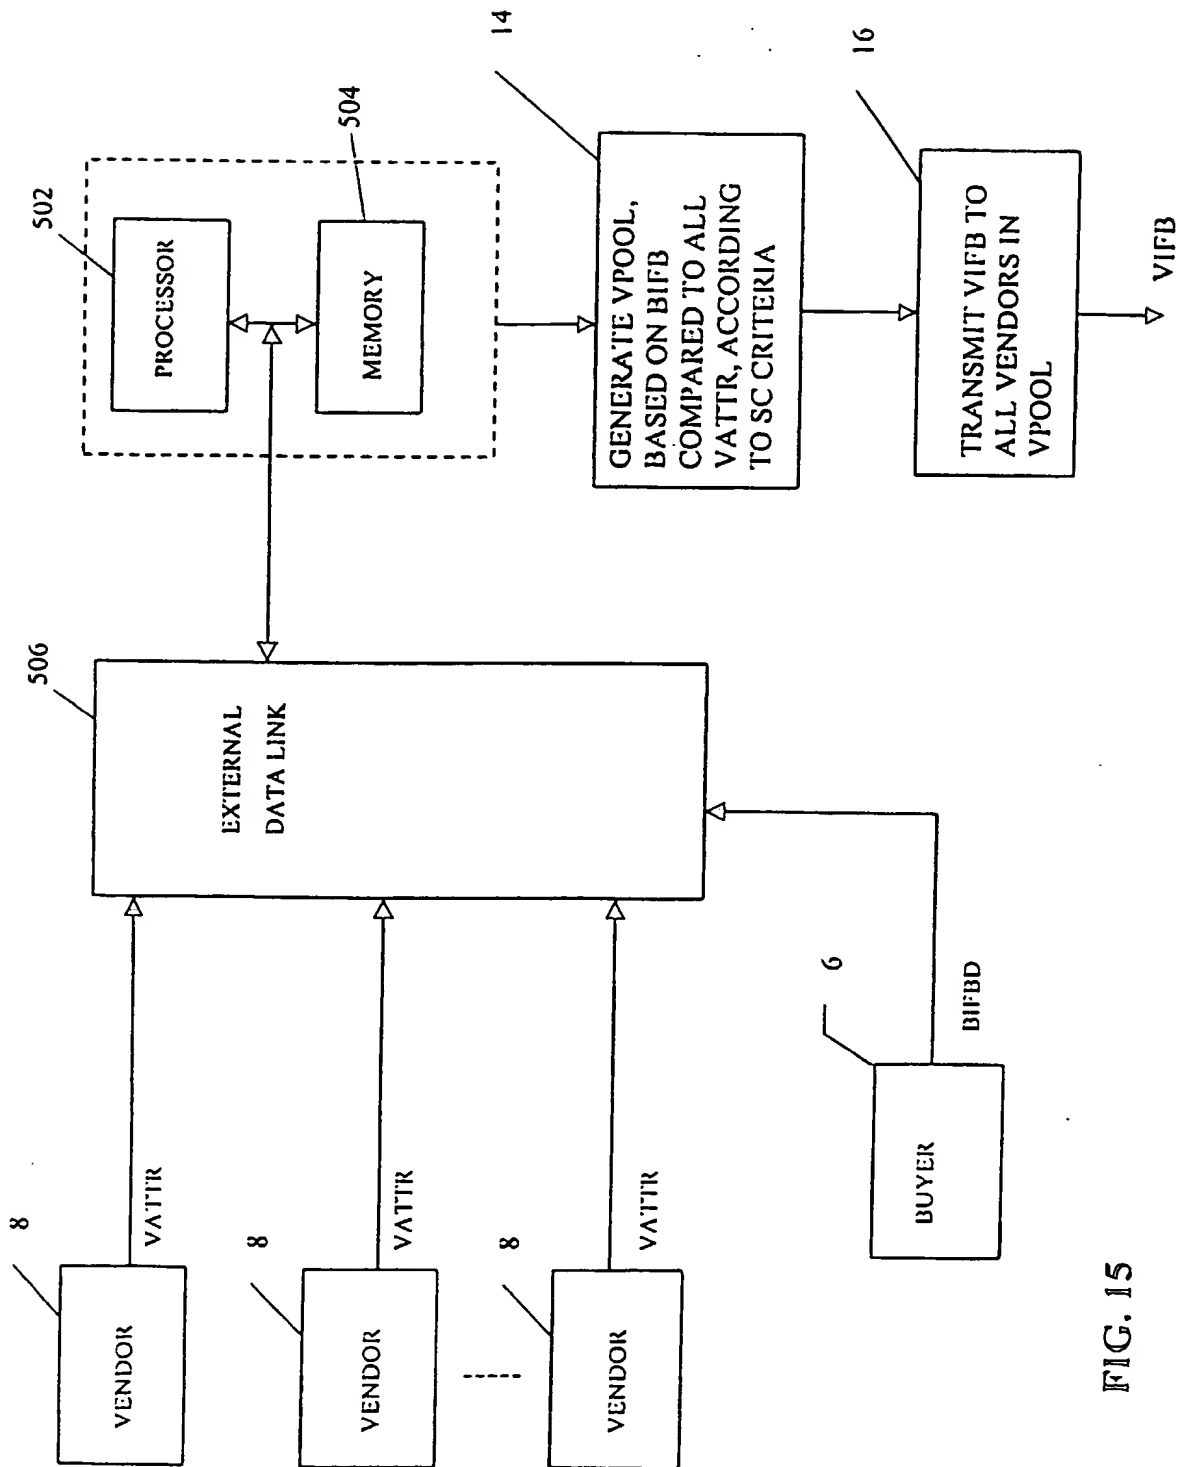 8
VENDOR
VATTR
8
VENDOR
VATTR
8
VENDOR
VATTR
6
BUYER
BIFBD
506
EXTERNAL
DATA LINK
502
PROCESSOR
504
MEMORY
14
GENERATE VPOOL,
BASED ON BIFB
COMPARED TO ALL
VATTR, ACCORDING
TO SC CRITERIA
16
TRANSMIT VIFB TO
ALL VENDORS IN
VPOOL
VIFB
FIG. 15